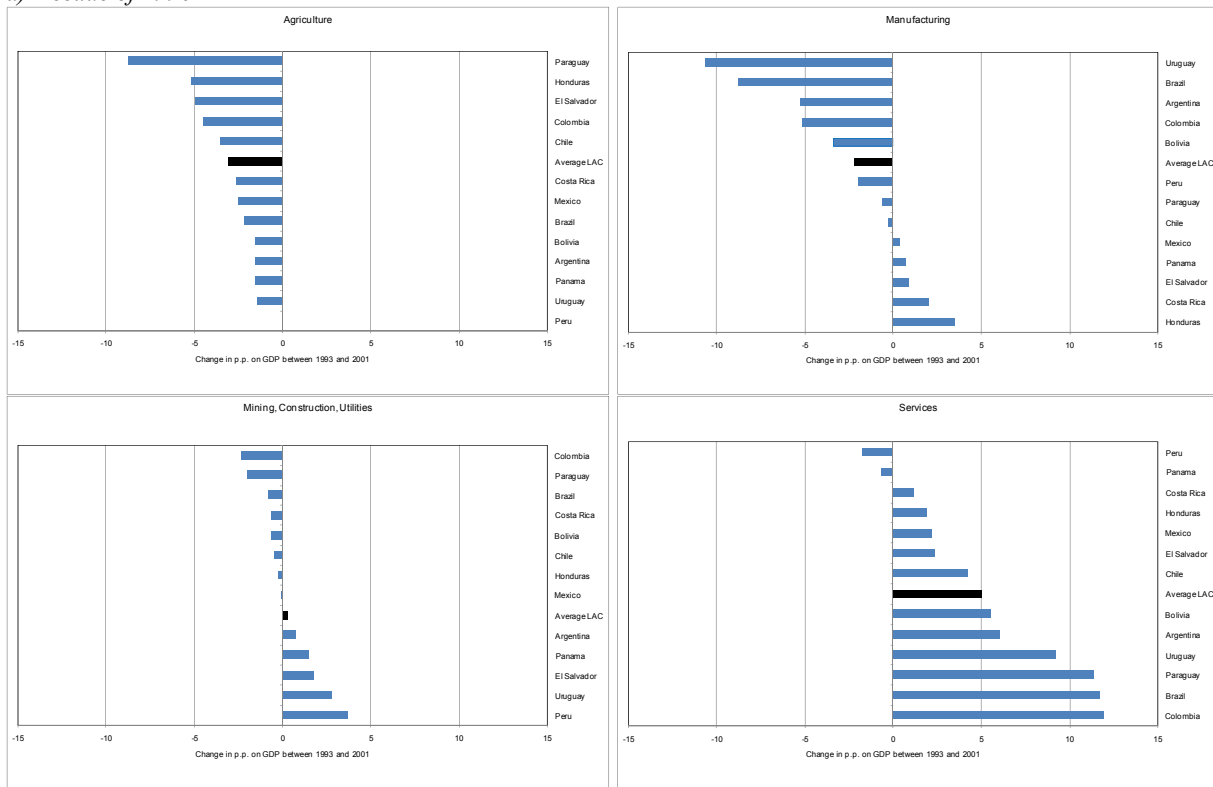 Agriculture
Paraguay
Honduras
El Salvador
Colombia
Chile
Average LAC
Costa Rica
Mexico
Brazil
Bolivia
Argentina
Panama
Uruguay
Peru
-15 -10 -5 0 5 10 15
Change in p.p. on GDP between 1993 and 2001
Manufacturing
Uruguay
Brazil
Argentina
Colombia
Bolivia
Average LAC
Peru
Paraguay
Chile
Mexico
Panama
El Salvador
Costa Rica
Honduras
-15 -10 -5 0 5 10 15
Change in p.p. on GDP between 1993 and 2001
Mining, Construction, Utilities
Colombia
Paraguay
Brazil
Costa Rica
Bolivia
Chile
Honduras
Mexico
Average LAC
Argentina
Panama
El Salvador
Uruguay
Peru
-15 -10 -5 0 5 10 15
Change in p.p. on GDP between 1993 and 2001
Services
Peru
Panama
Costa Rica
Honduras
Mexico
El Salvador
Chile
Average LAC
Bolivia
Argentina
Uruguay
Paraguay
Brazil
Colombia
-15 -10 -5 0 5 10 15
Change in p.p. on GDP between 1993 and 2001